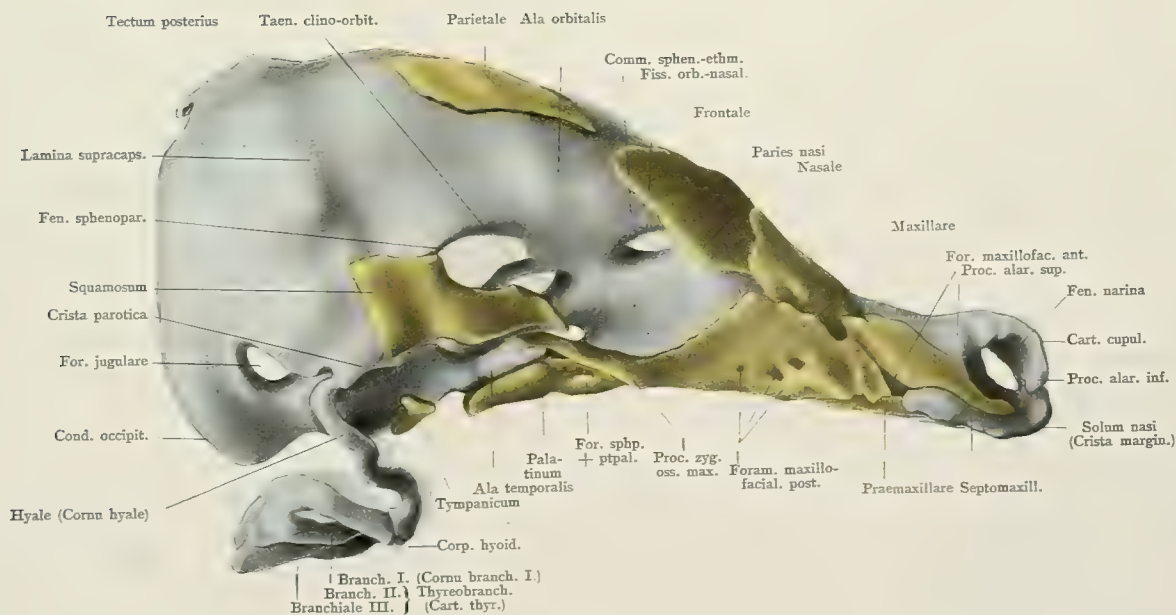 Tectum posterius
Taen. clino-orbit.
Parietale
Ala orbitalis
Comm. sphen.-ethm.
Fiss. orb.-nasal.
Frontale
Paries nasi
Nasale
Maxillare
For. maxillofac. ant.
Proc. alar. sup.
Fen. narina
Cart. cupul.
Proc. alar. inf.
Solum nasi
(Crista margin.)
Lamina supracaps.
Fen. sphenopar.
Squamosum
Crista parotica
For. jugulare
Cond. occipit.
Hyale (Cornu hyale)
Tympanicum
Ala temporalis
Pala-
tinum
For. sphp.
+ ptpal.
Proc. zyg.
oss. max.
Foram. maxillo-
facial. post.
Praemaxillare
Septomaxill.
Corp. hyoid.
Branch. I. (Cornu branch. I.)
Branch. II. } Thyreobranch.
Branchiale III. } (Cart. thyr.)